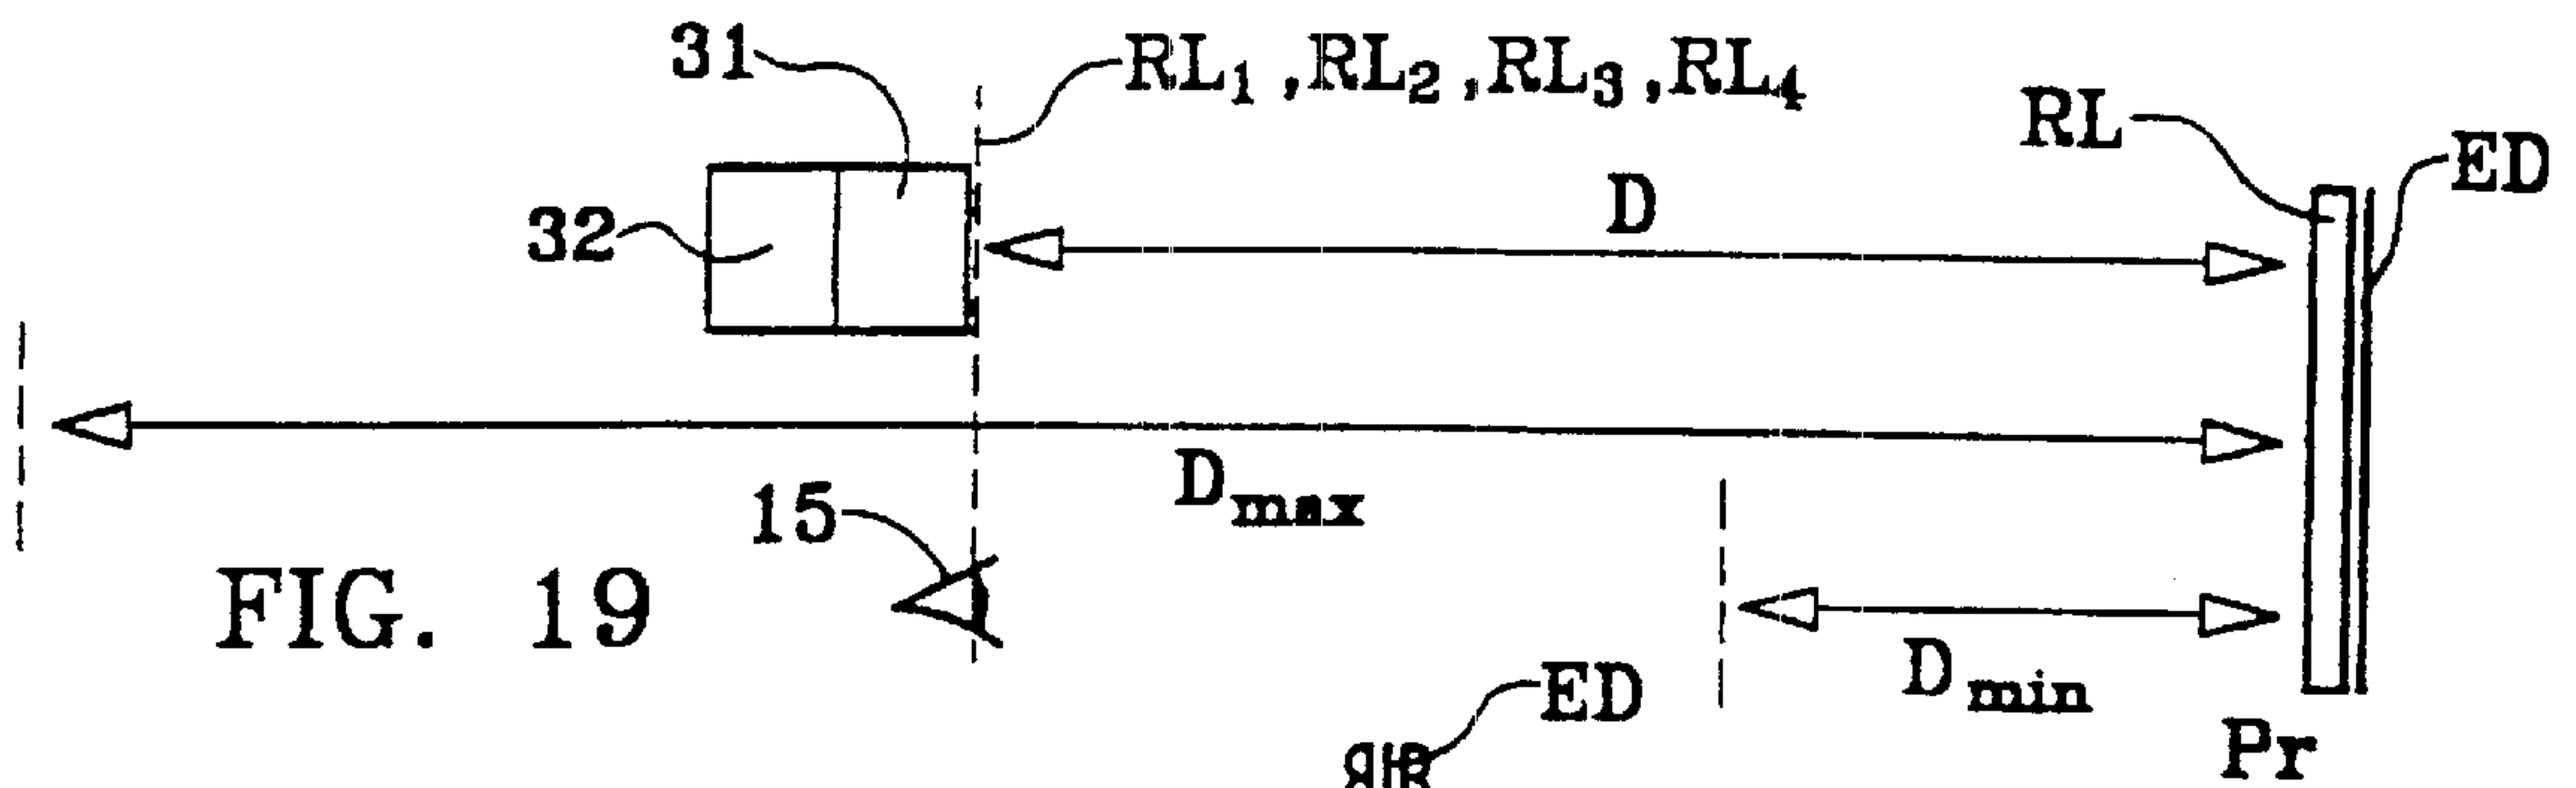 31
RL₁ ,RL₂ ,RL₃ ,RL₄
RL
ED
32
D
Dmax
15
FIG. 19
Dmin
ED
Pr